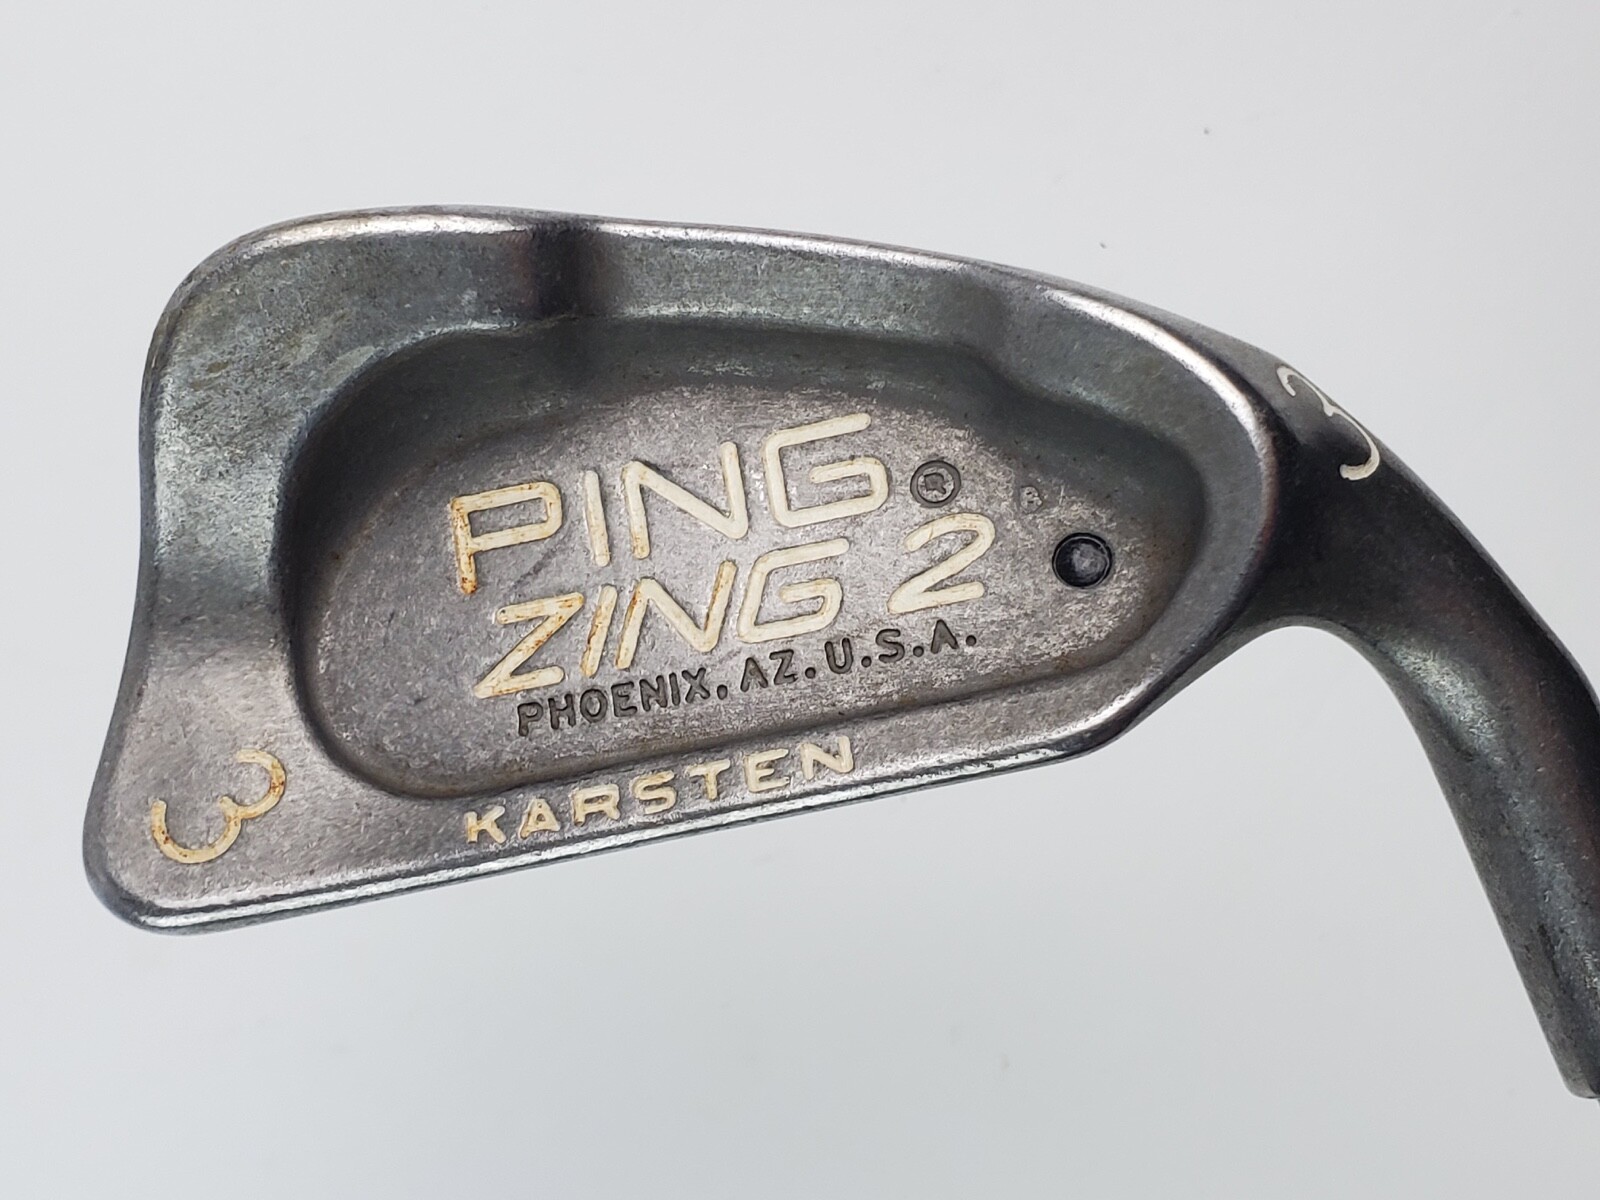 PING ®
ZING 2
PHOENIX, AZ. U.S.A.
KARSTEN
3
3